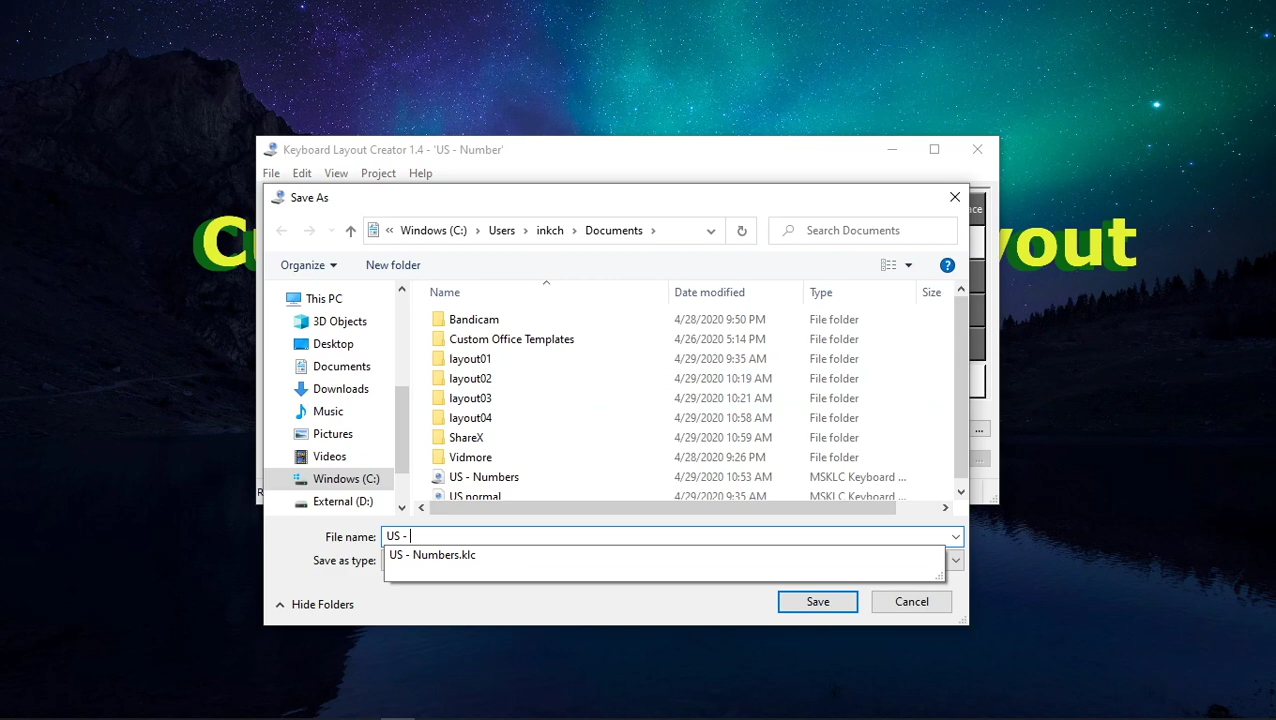 Keyboard Layout Creator 1.4 - 'US - Number'
File Edit View Project Help
Save As
« Windows (C:) › Users › inkch › Documents ›
Search Documents
Organize
New folder
?
Name Date modified Type Size
This PC
3D Objects
Desktop
Documents
Downloads
Music
Pictures
Videos
Windows (C:)
External (D:)
Bandicam 4/28/2020 9:50 PM File folder
Custom Office Templates 4/26/2020 5:14 PM File folder
layout01 4/29/2020 9:35 AM File folder
layout02 4/29/2020 10:19 AM File folder
layout03 4/29/2020 10:21 AM File folder
layout04 4/29/2020 10:58 AM File folder
ShareX 4/29/2020 10:59 AM File folder
Vidmore 4/28/2020 9:26 PM File folder
US - Numbers 4/29/2020 10:53 AM MSKLC Keyboard ...
US normal 4/29/2020 9:35 AM MSKLC Keyboard ...
File name: US -
US - Numbers.klc
Save as type:
Hide Folders
Save
Cancel
C
yout
ace
...
...
R